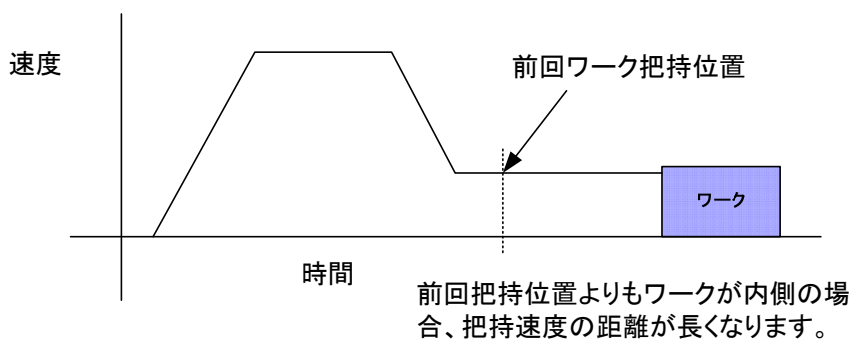 速度
前回ワーク把持位置
ワーク
時間
前回把持位置よりもワークが内側の場
合、把持速度の距離が長くなります。